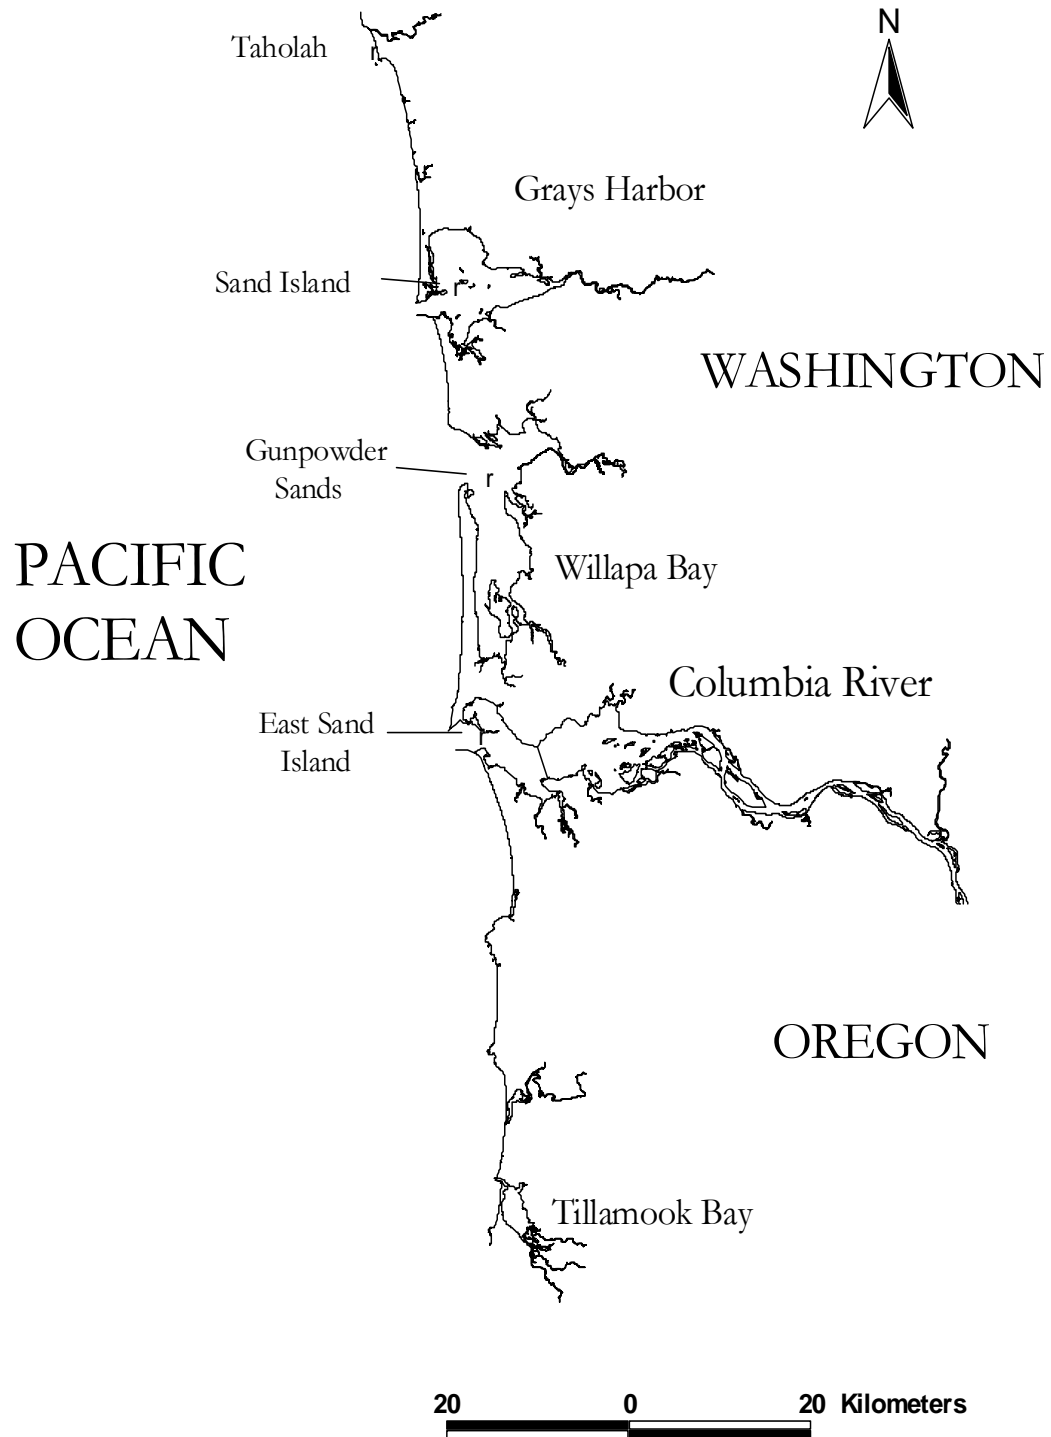 N
Taholah
r
Grays Harbor
Sand Island
r
WASHINGTON
Gunpowder
Sands
r
PACIFIC
OCEAN
Willapa Bay
Columbia River
East Sand
Island
r
OREGON
Tillamook Bay
20 0 20 Kilometers